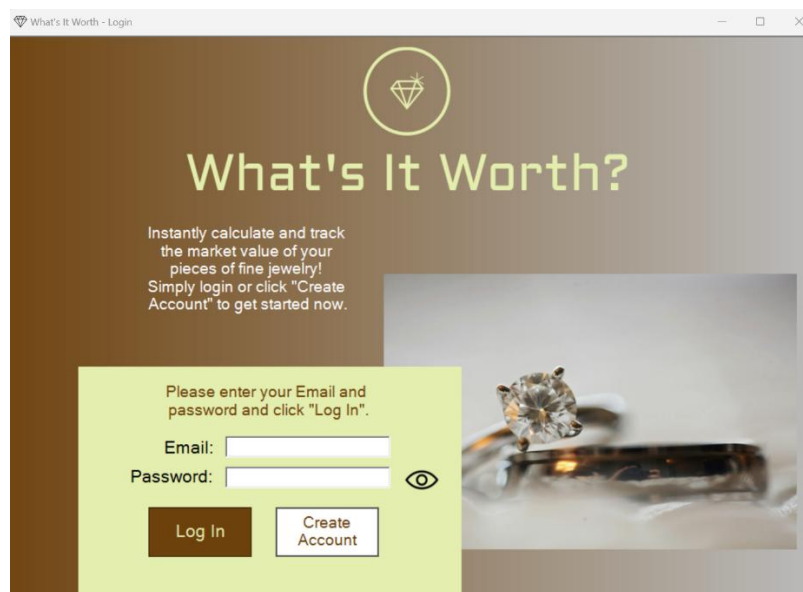 What's It Worth - Login
What's It Worth?
Instantly calculate and track
the market value of your
pieces of fine jewelry!
Simply login or click "Create
Account" to get started now.
Please enter your Email and
password and click "Log In".
Email:
Password:
Log In
Create
Account